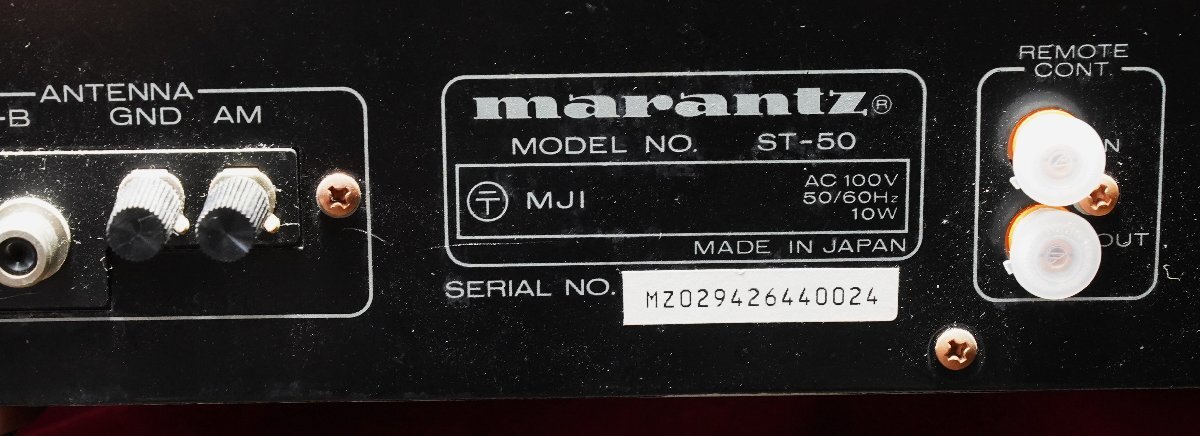 ANTENNA
-B GND AM
marantz®
MODEL NO. ST-50
〒 MJI
AC 100V
50/60Hz
10W
MADE IN JAPAN
SERIAL NO. MZ029426440024
REMOTE
CONT.
OUT